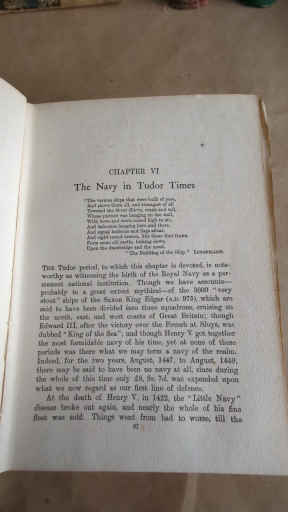 CHAPTER VI
The Navy in Tudor Times
"The various ships that were built of yore,
And above them all, and strangest of all
Towered the Great Harry, crank and tall,
Whose picture was hanging on the wall,
With bows and stern raised high in air,
And balconies hanging here and there,
And signal lanterns and flags afloat,
And eight round towers, like those that frown
From some old castle, looking down
Upon the drawbridge and the moat.
"The Building of the Ship." LONGFELLOW.
THE Tudor period, to which this chapter is devoted, is note-
worthy as witnessing the birth of the Royal Navy as a per-
manent national institution. Though we have accounts—
probably to a great extent mythical—of the 3600 "very
stout" ships of the Saxon King Edgar (A.D. 975), which are
said to have been divided into three squadrons, cruising on
the north, east, and west coasts of Great Britain; though
Edward III, after the victory over the French at Sluys, was
dubbed "King of the Sea"; and though Henry V got together
the most formidable navy of his time, yet at none of these
periods was there what we may term a navy of the realm.
Indeed, for the two years, August, 1447, to August, 1449,
there may be said to have been no navy at all, since during
the whole of this time only £8, 9s. 7d. was expended upon
what we now regard as our first line of defence.
At the death of Henry V, in 1422, the "Little Navy"
disease broke out again, and nearly the whole of his fine
fleet was sold. Things went from bad to worse, till the